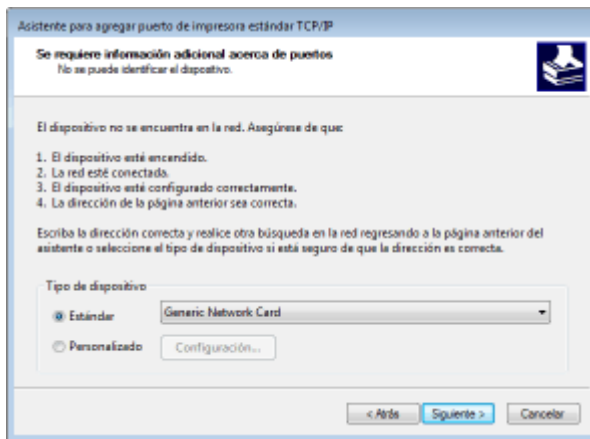 Asistente para agregar puerto de impresora estándar TCP/IP
Se requiere información adicional acerca de puertos
No se puede identificar el dispositivo.
El dispositivo no se encuentra en la red. Asegúrese de que:
1. El dispositivo esté encendido.
2. La red esté conectada.
3. El dispositivo esté configurado correctamente.
4. La dirección de la página anterior sea correcta.
Escriba la dirección correcta y realice otra búsqueda en la red regresando a la página anterior del
asistente o seleccione el tipo de dispositivo si está seguro de que la dirección es correcta.
Tipo de dispositivo
Estándar
Generic Network Card
Personalizado
Configuración...
< Atrás
Siguiente >
Cancelar